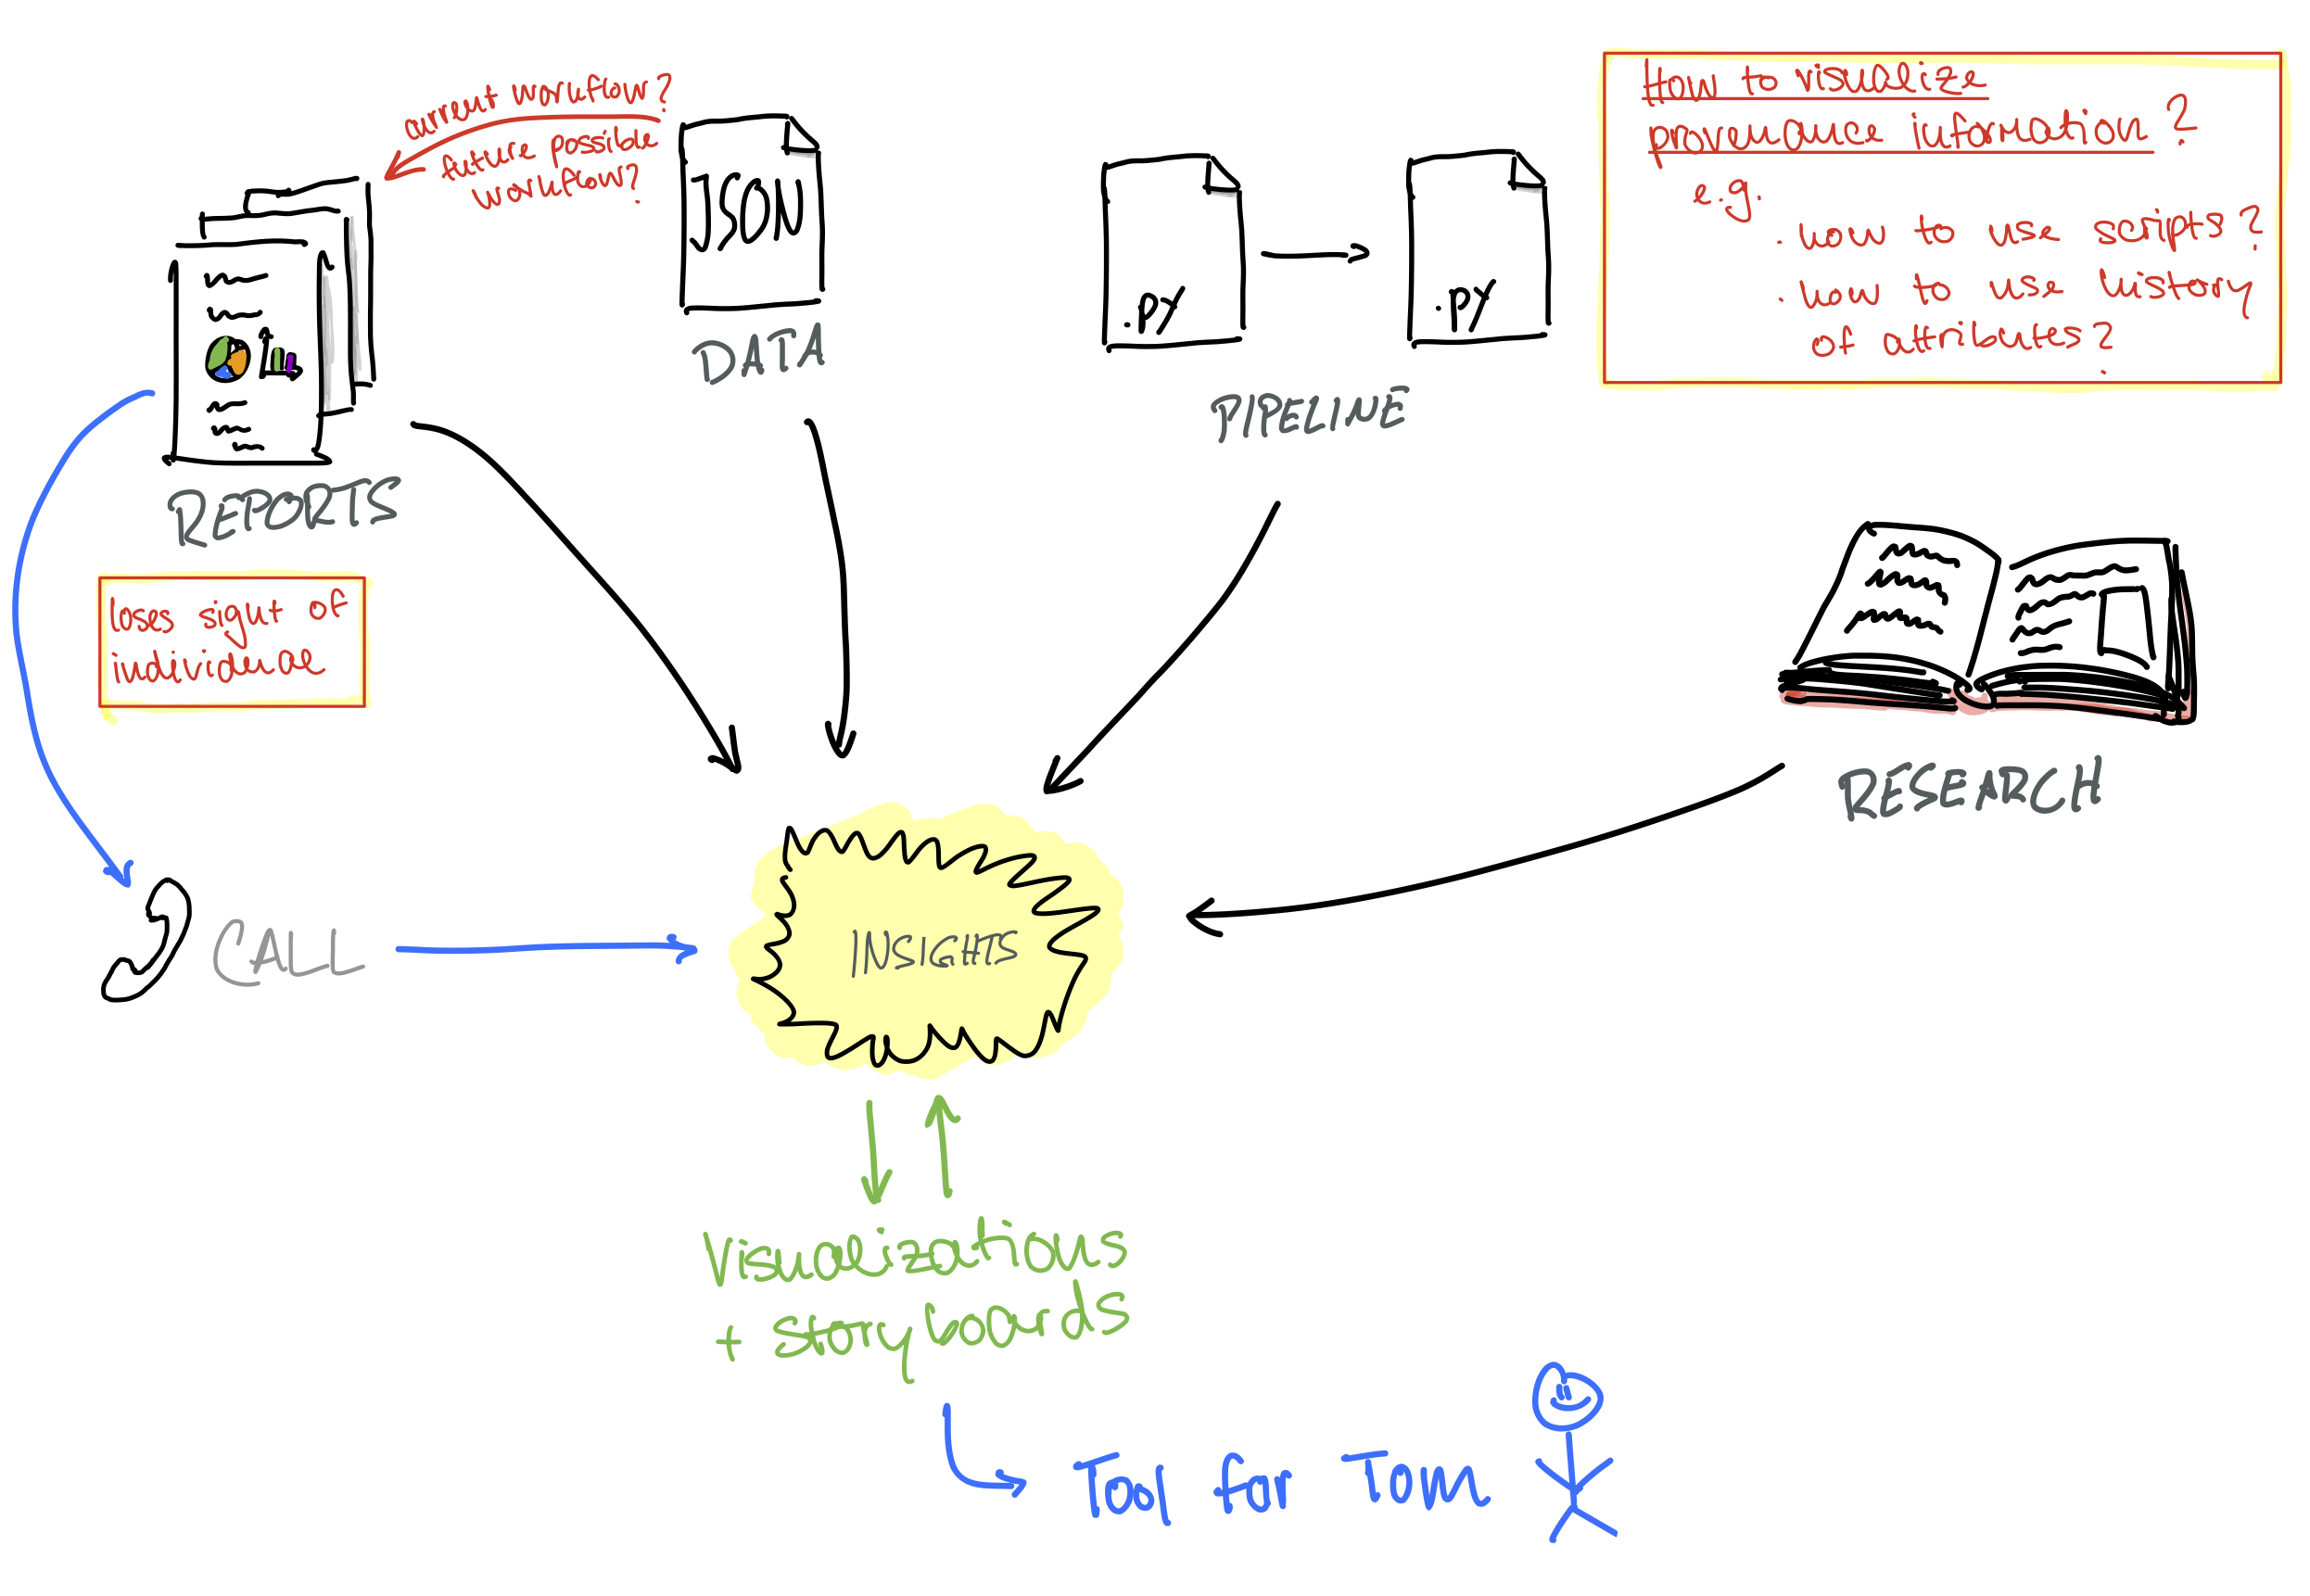 current workflow?
future possible
workflow?
JSON
DATA
.PY
.PY
PIPELINE
How to visualize
provenance information?
e.g.
· how to use scripts?
· how to use history
of attributes?
REPORTS
loses sight of
individual
RESEARCH
CALL
INSIGHTS
Visualizations
+ storyboards
Tool for Tom